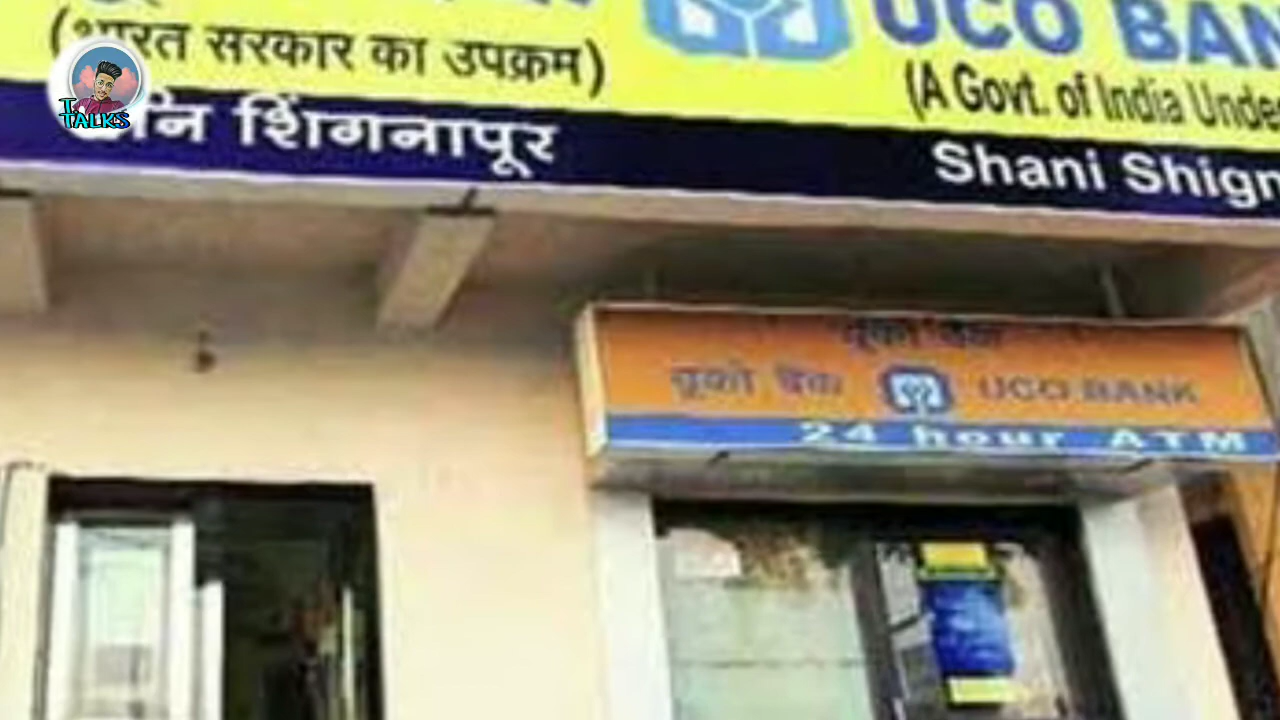 UCO BAN
(भारत सरकार का उपक्रम)
(A Govt. of India Unde
शनि शिंगनापूर
Shani Shign
T TALKS
यूको बैंक
यूको बैंक UCO BANK
24 hour ATM